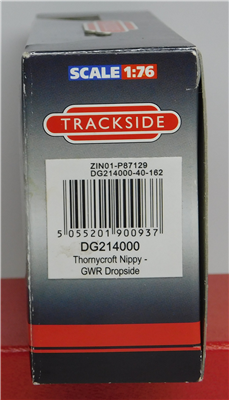 SCALE 1:76
TRACKSIDE
ZIN01-P87129
DG214000-40-162
5 055201 900937
DG214000
Thornycroft Nippy -
GWR Dropside